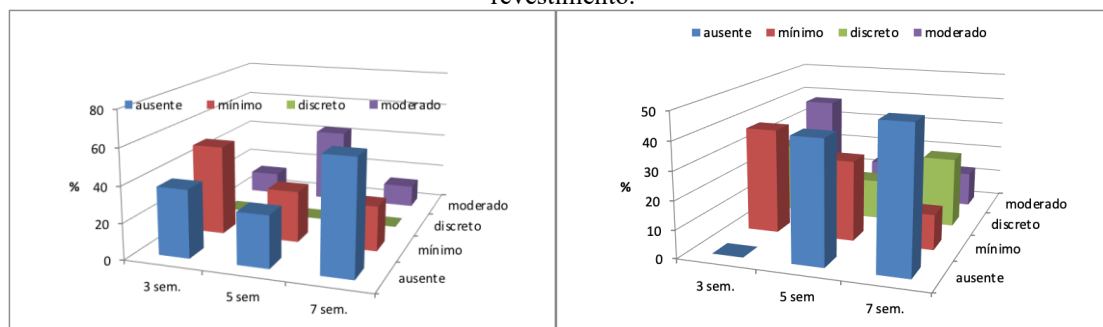 revestimento.
ausente mínimo discreto moderado
80
60
40
20
0
%
3 sem.
5 sem
7 sem.
moderado
discreto
mínimo
ausente
ausente mínimo discreto moderado
50
40
30
20
10
0
%
3 sem.
5 sem
7 sem.
moderado
discreto
mínimo
ausente